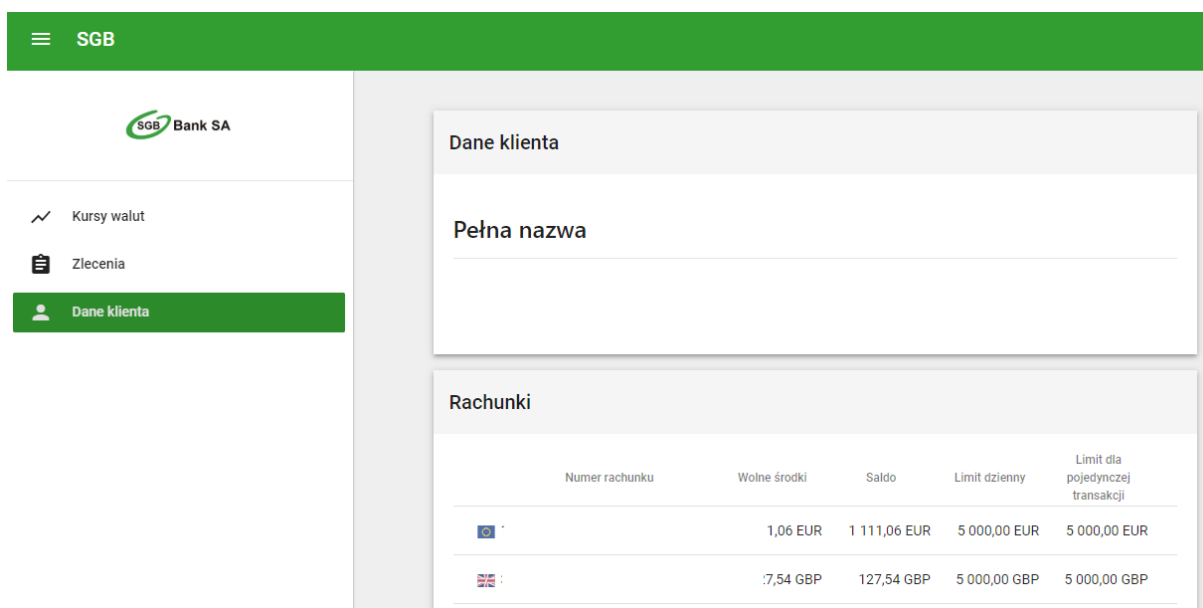 SGB
SGB Bank SA
Kursy walut
Zlecenia
Dane klienta
Dane klienta
Pełna nazwa
Rachunki
Numer rachunku Wolne środki Saldo Limit dzienny Limit dla
pojedynczej
transakcji
1,06 EUR 1 111,06 EUR 5 000,00 EUR 5 000,00 EUR
7,54 GBP 127,54 GBP 5 000,00 GBP 5 000,00 GBP